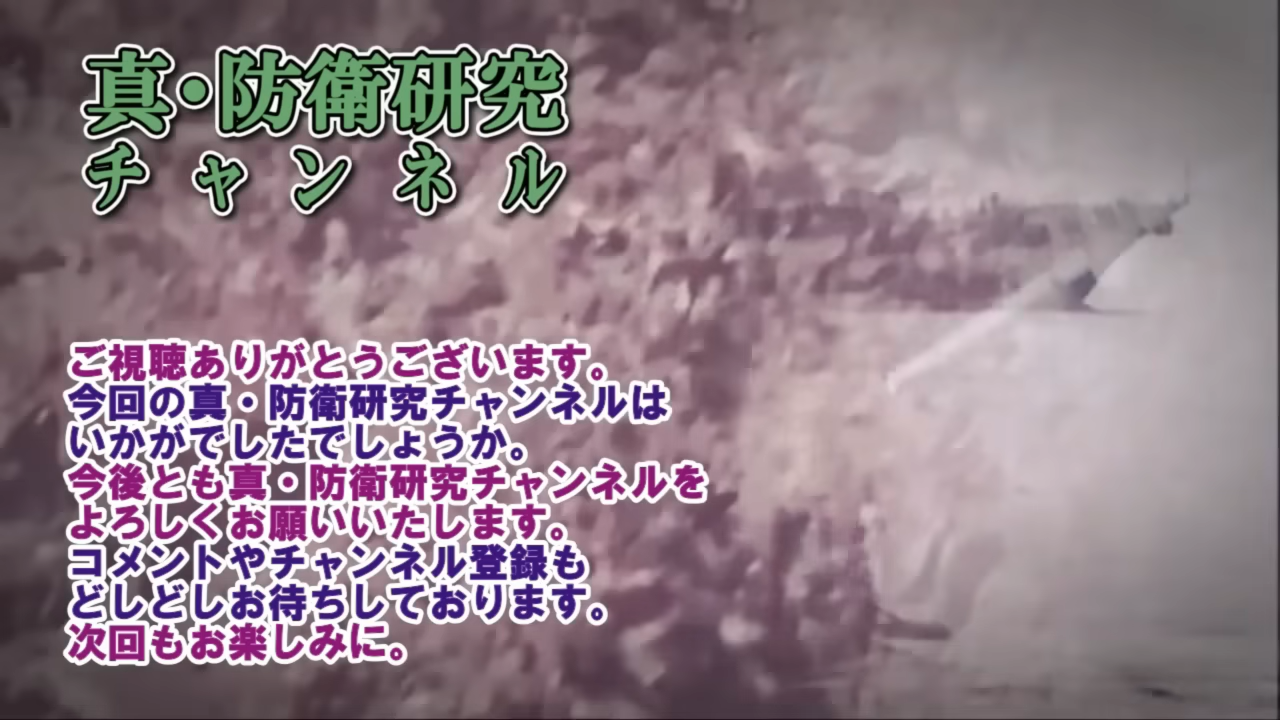 真・防衛研究
チャンネル
ご視聴ありがとうございます。
今回の真・防衛研究チャンネルは
いかがでしたでしょうか。
今後とも真・防衛研究チャンネルを
よろしくお願いいたします。
コメントやチャンネル登録も
どしどしお待ちしております。
次回もお楽しみに。